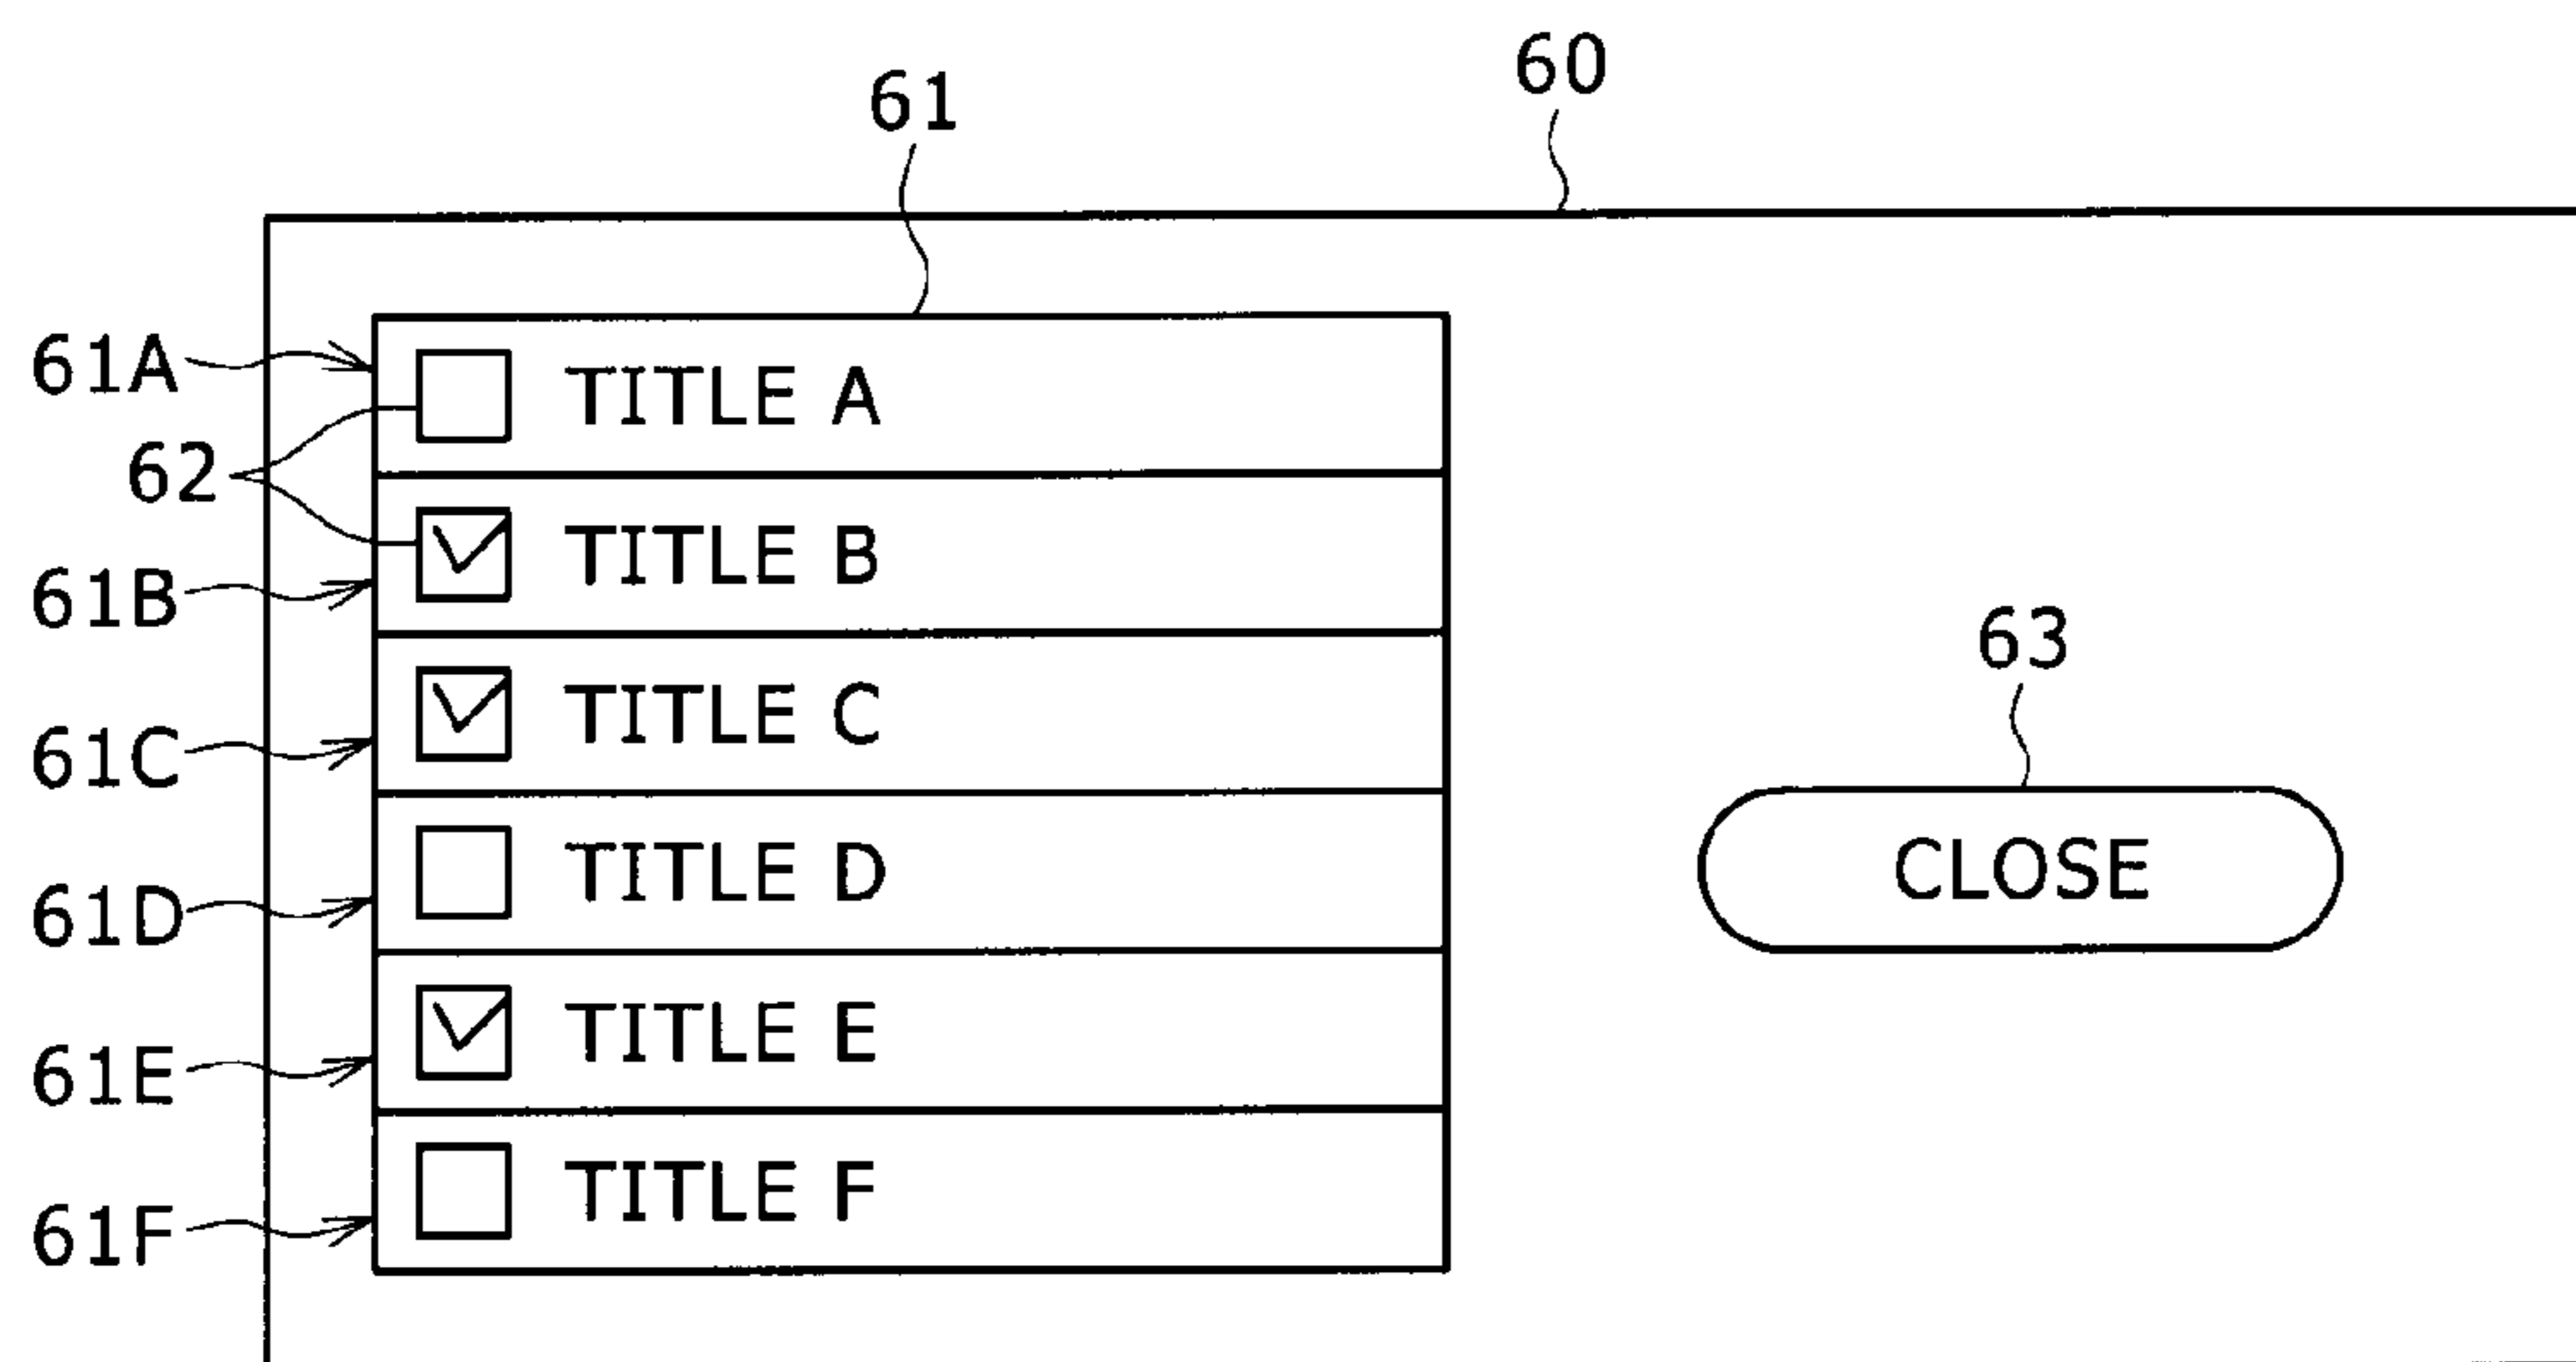 60
61
61A
TITLE A
62
61B
TITLE B
63
61C
TITLE C
61D
TITLE D
CLOSE
61E
TITLE E
61F
TITLE F